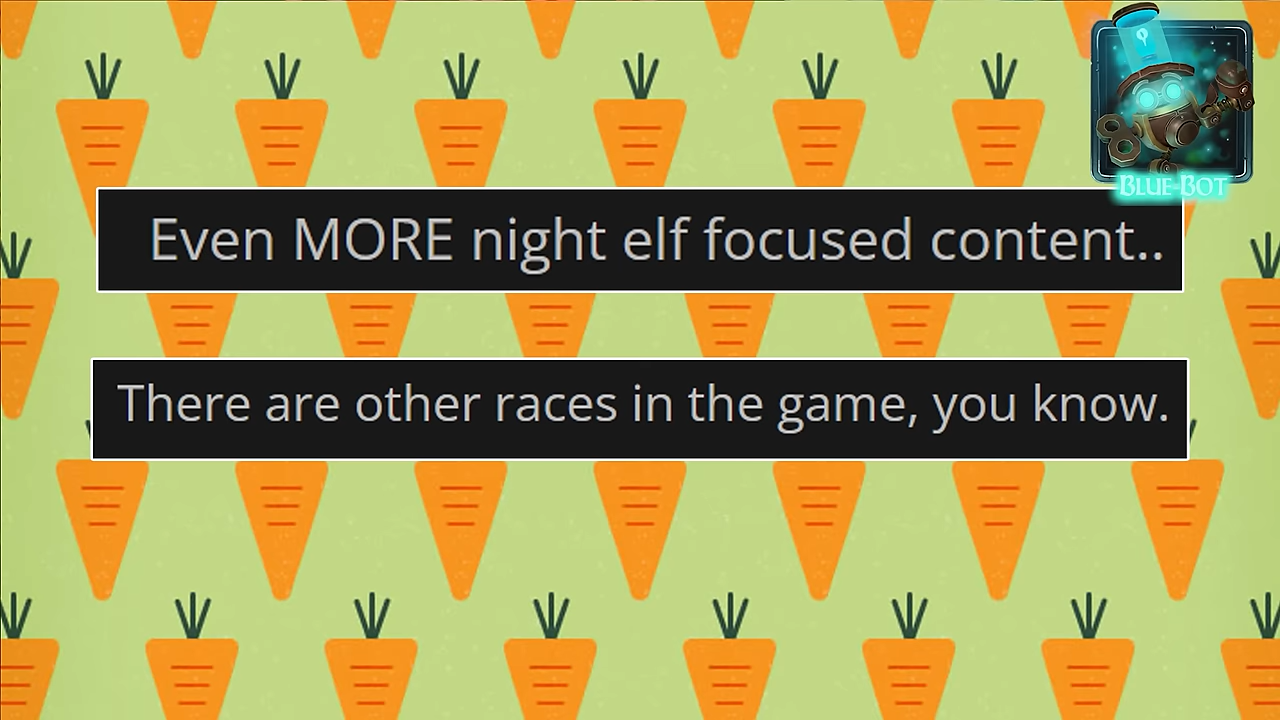 BLUE-BOT
Even MORE night elf focused content..
There are other races in the game, you know.